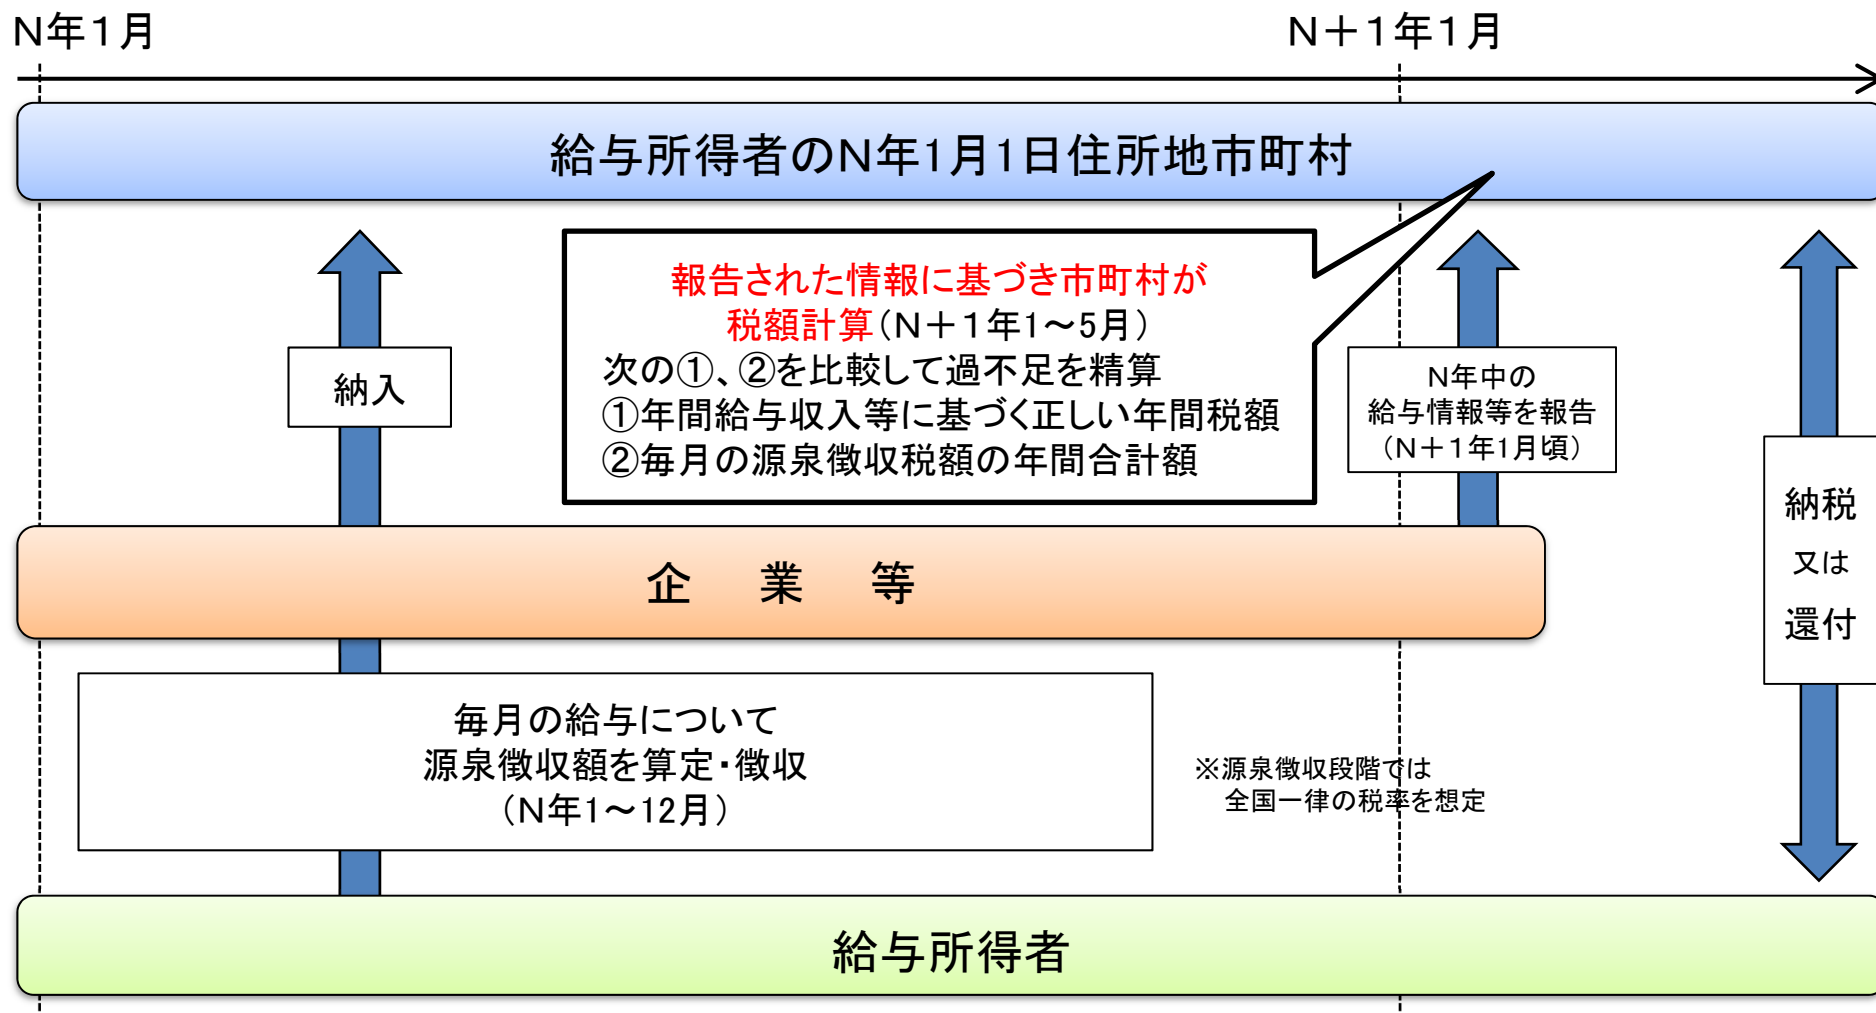 N年1月
N+1年1月
給与所得者のN年1月1日住所地市町村
報告された情報に基づき市町村が
税額計算(N+1年1～5月)
次の①、②を比較して過不足を精算
①年間給与収入等に基づく正しい年間税額
②毎月の源泉徴収税額の年間合計額
納入
N年中の
給与情報等を報告
(N+1年1月頃)
納税
又は
還付
企 業 等
毎月の給与について
源泉徴収額を算定・徴収
(N年1～12月)
※源泉徴収段階では
全国一律の税率を想定
給与所得者